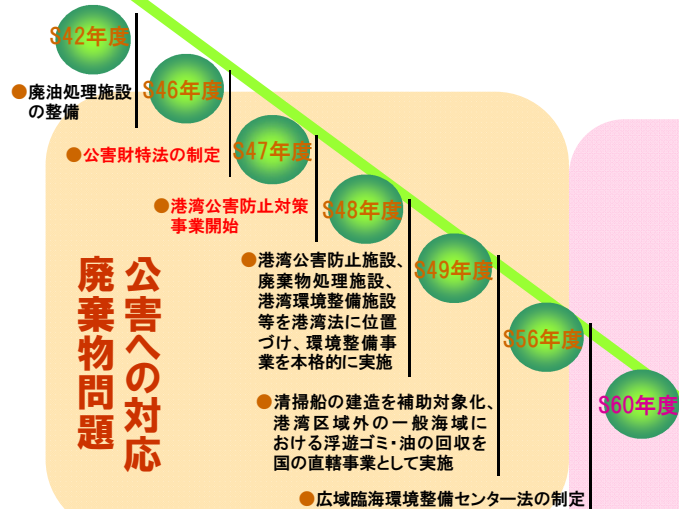 S42年度
●廃油処理施設
の整備
S46年度
●公害財特法の制定
S47年度
●港湾公害防止対策
事業開始
S48年度
●港湾公害防止施設、
廃棄物処理施設、
港湾環境整備施設
等を港湾法に位置
づけ、環境整備事
業を本格的に実施
S49年度
●清掃船の建造を補助対象化、
港湾区域外の一般海域に
おける浮遊ゴミ・油の回収を
国の直轄事業として実施
S56年度
●広域臨海環境整備センター法の制定
S60年度
公害への対応
廃棄物問題